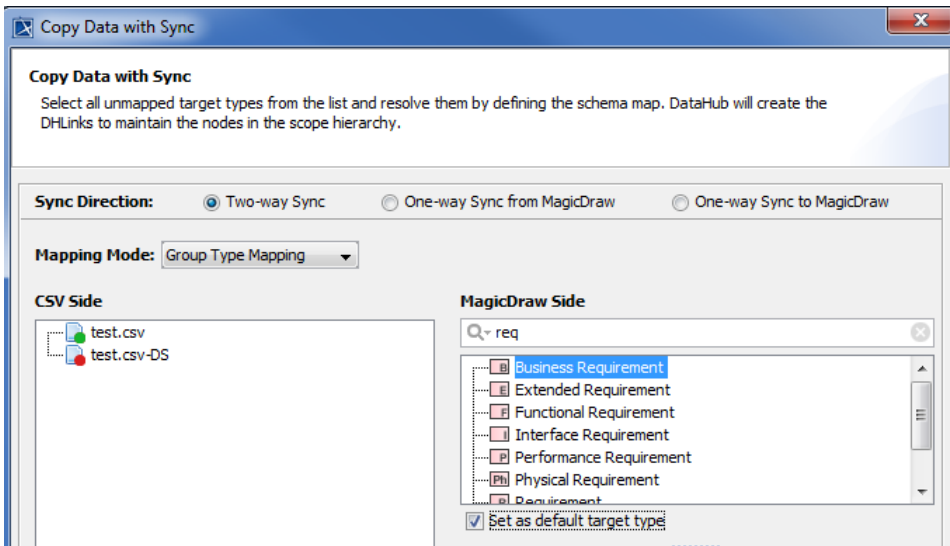 Copy Data with Sync
Copy Data with Sync
Select all unmapped target types from the list and resolve them by defining the schema map. DataHub will create the
DHLinks to maintain the nodes in the scope hierarchy.
Sync Direction: Two-way Sync One-way Sync from MagicDraw One-way Sync to MagicDraw
Mapping Mode: Group Type Mapping
CSV Side
test.csv
test.csv-DS
MagicDraw Side
req
B Business Requirement
E Extended Requirement
F Functional Requirement
I Interface Requirement
P Performance Requirement
Ph Physical Requirement
R Requirement
Set as default target type